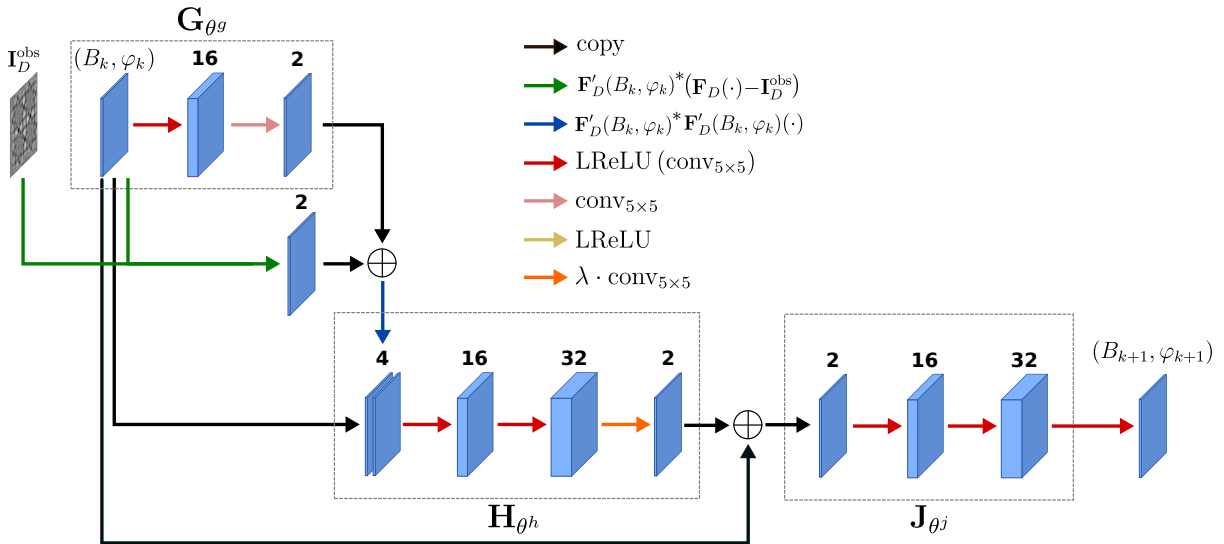 G_{θ^g}
I_D^{obs}
(B_k, φ_k)
16
2
copy
F′_D(B_k, φ_k)*(F_D(·)−I_D^{obs})
F′_D(B_k, φ_k)*F′_D(B_k, φ_k)(·)
LReLU (conv_{5×5})
conv_{5×5}
LReLU
λ · conv_{5×5}
2
4
16
32
2
2
16
32
(B_{k+1}, φ_{k+1})
H_{θ^h}
J_{θ^j}